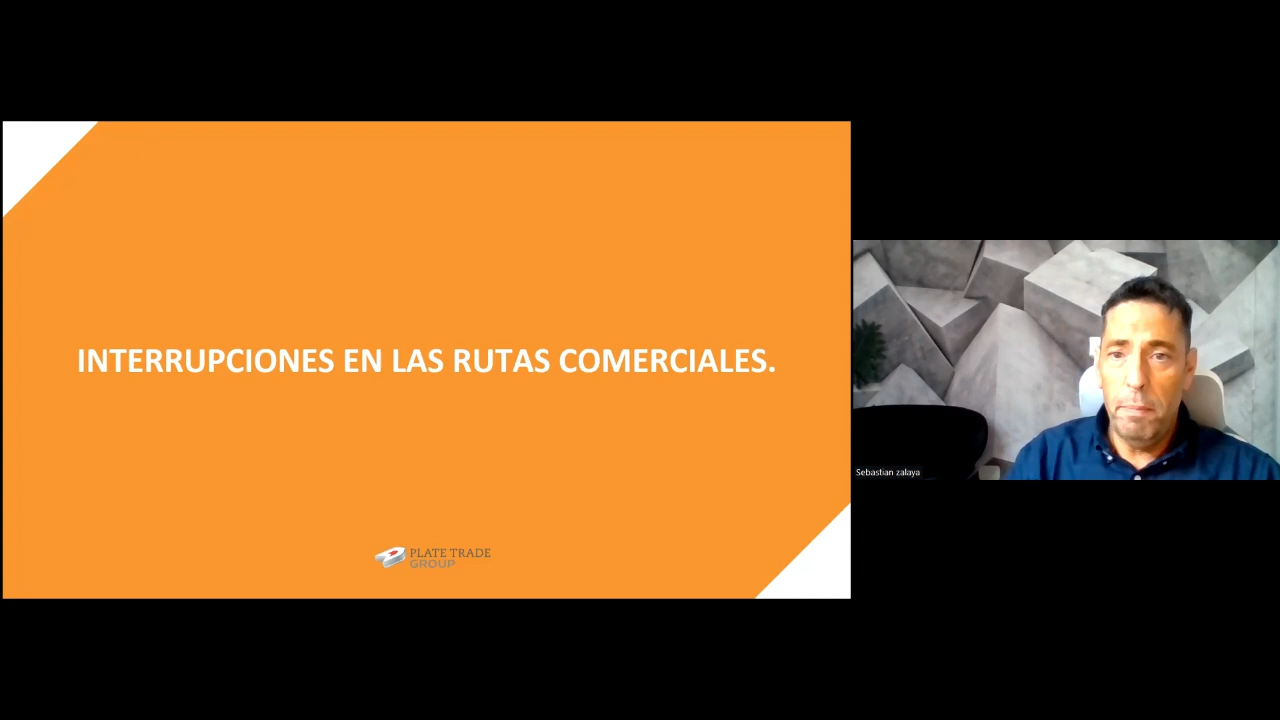 INTERRUPCIONES EN LAS RUTAS COMERCIALES.
PLATE TRADE
GROUP
Sebastian zalaya